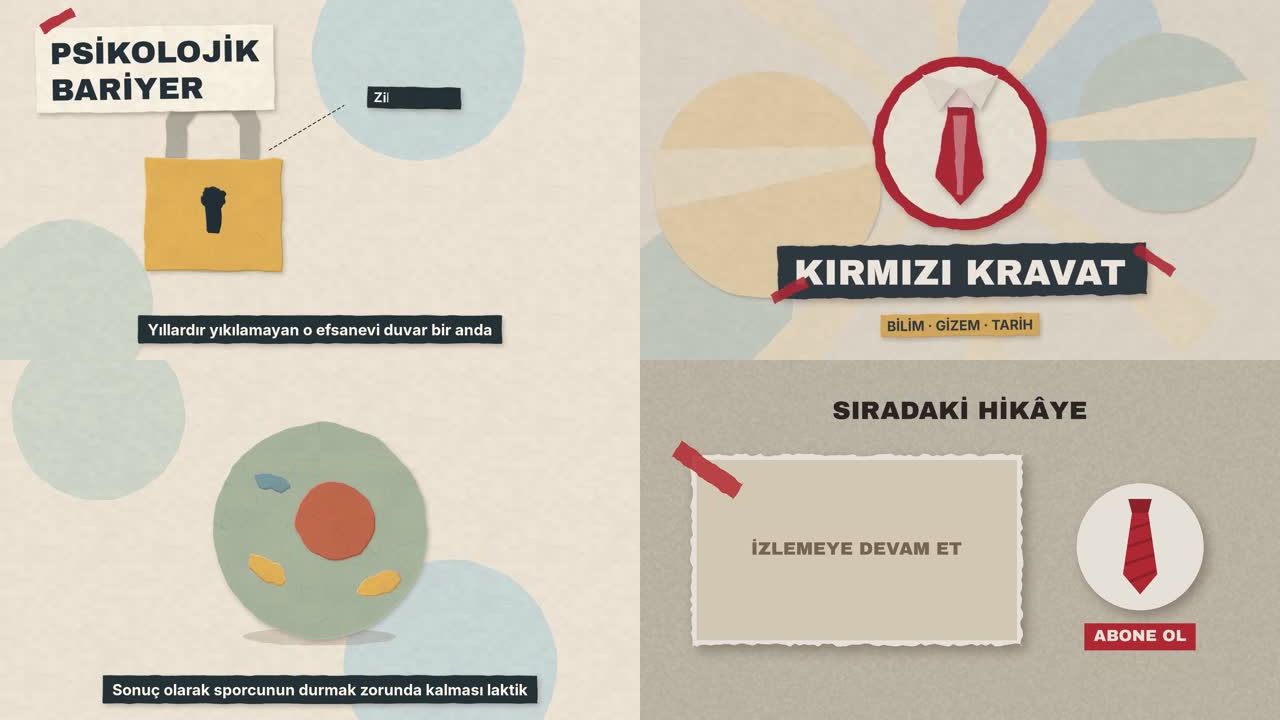 PSİKOLOJİK
BARİYER
Zi
Yıllardır yıkılamayan o efsanevi duvar bir anda
KIRMIZI KRAVAT
BİLİM · GİZEM · TARİH
Sonuç olarak sporcunun durmak zorunda kalması laktik
SIRADAKİ HİKÂYE
İZLEMEYE DEVAM ET
ABONE OL